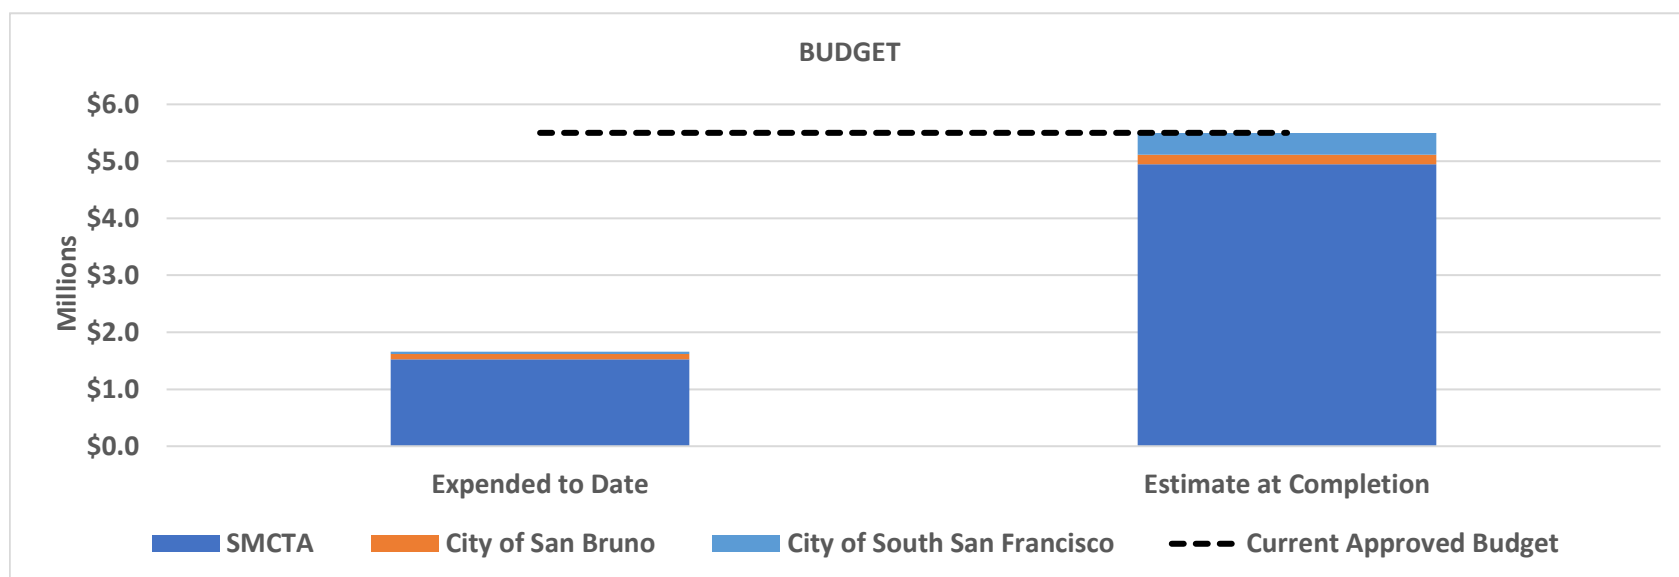 BUDGET
$6.0
$5.0
$4.0
$3.0
$2.0
$1.0
$0.0
Millions
Expended to Date
Estimate at Completion
SMCTA
City of San Bruno
City of South San Francisco
Current Approved Budget